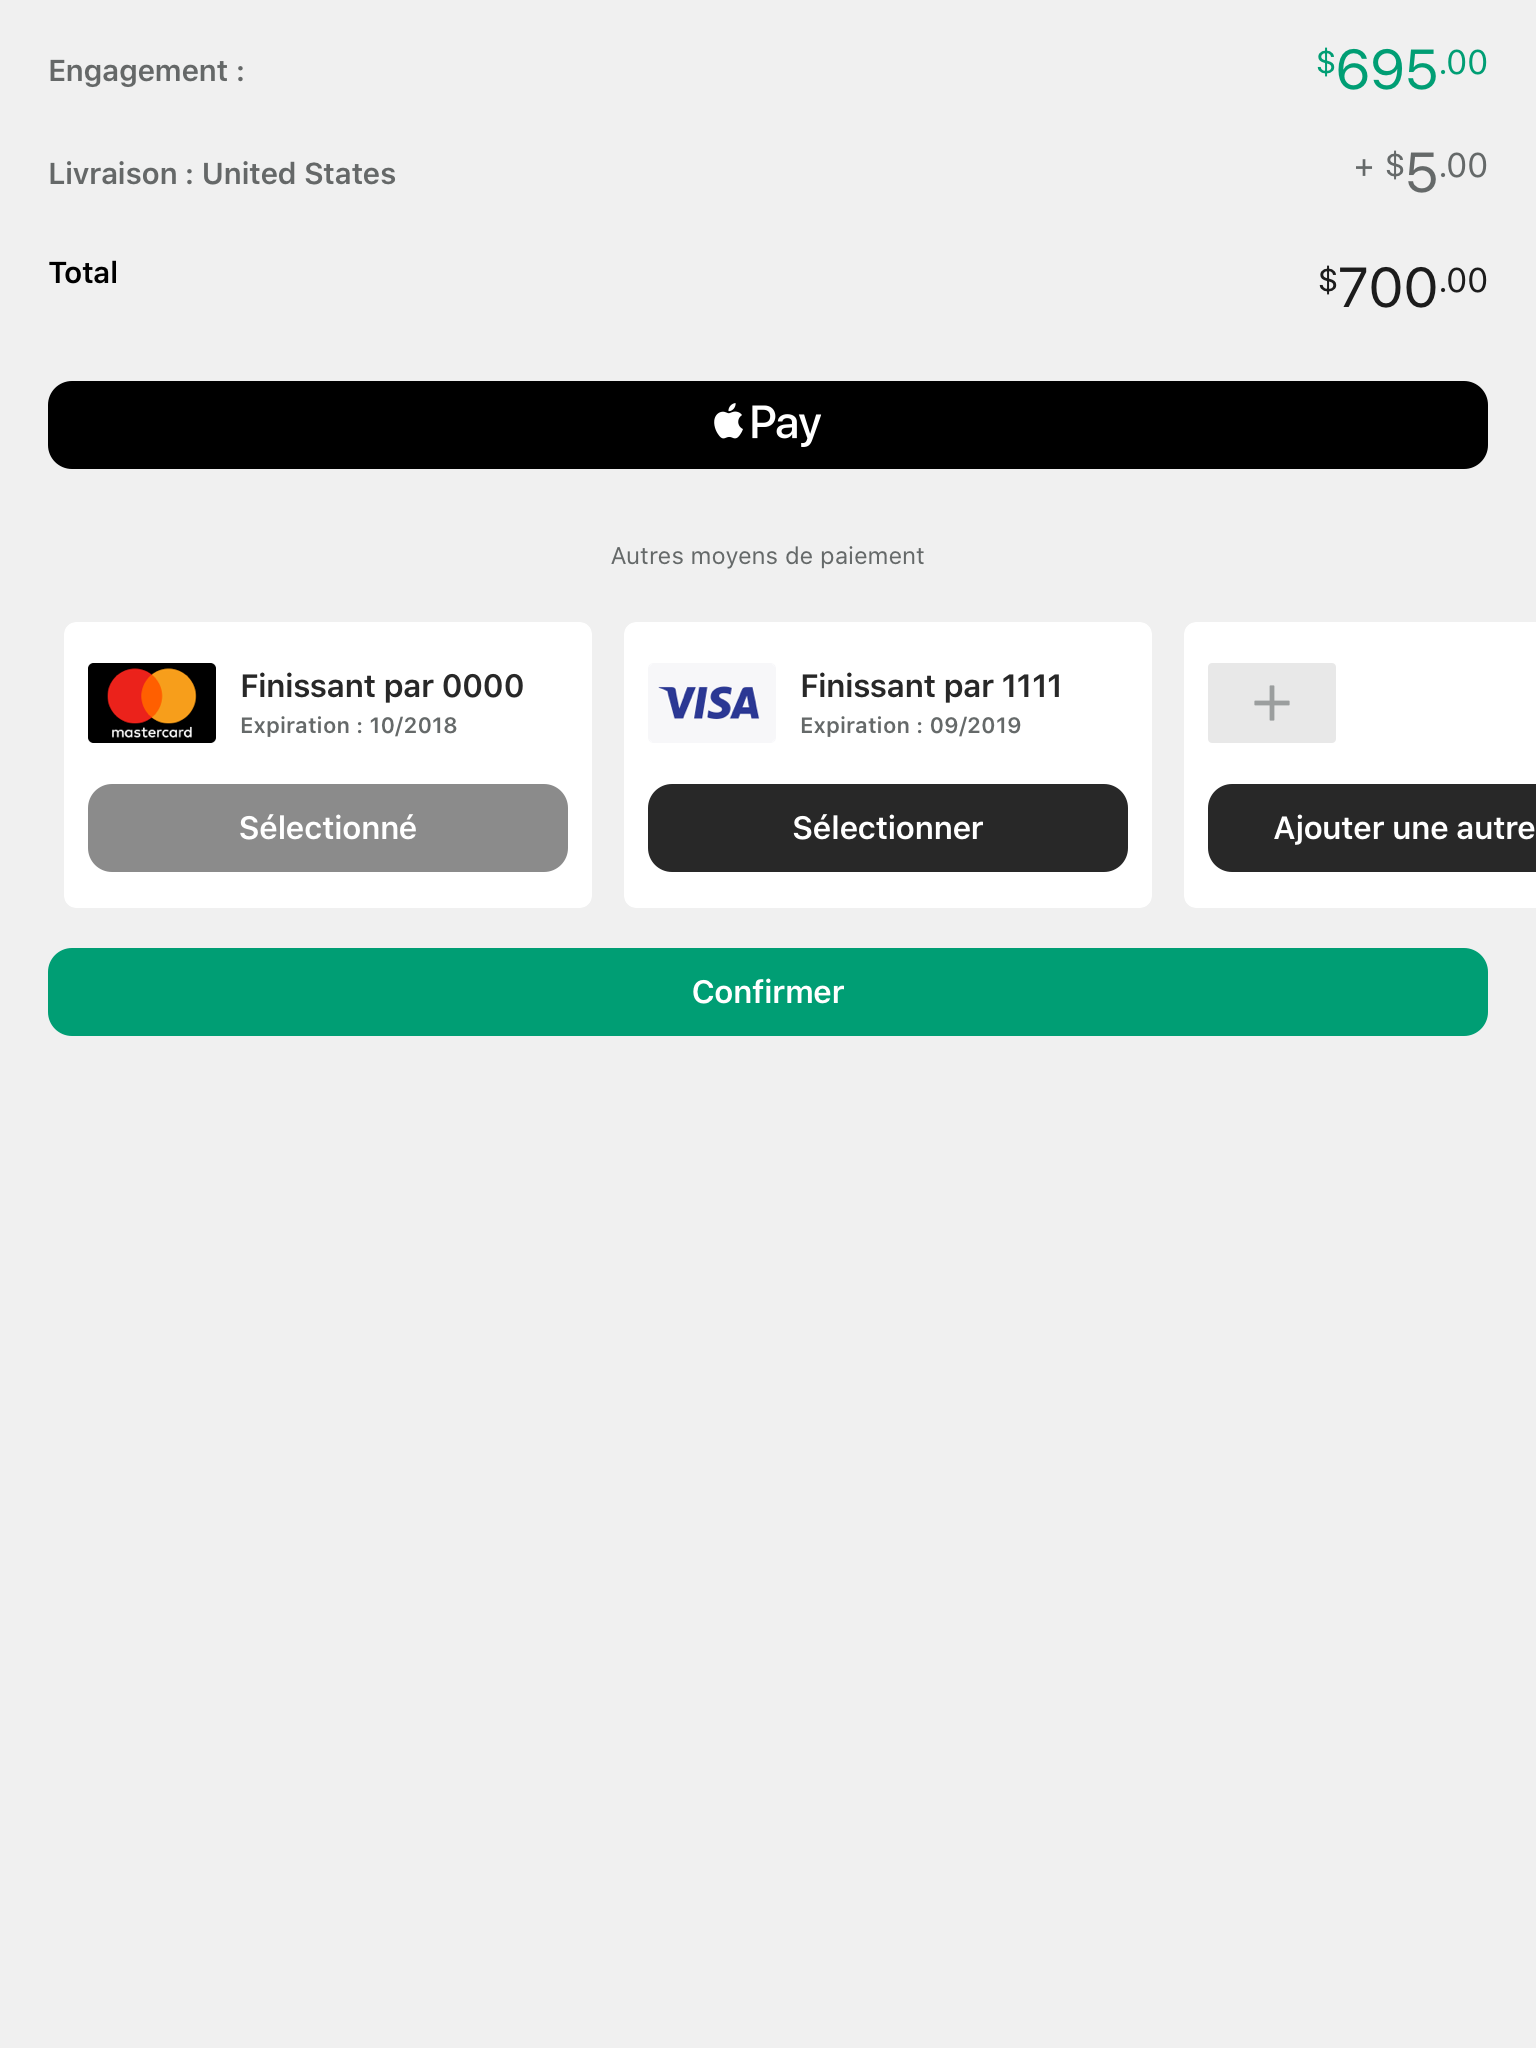 Engagement : $695.00
Livraison : United States + $5.00
Total $700.00
Pay
Autres moyens de paiement
mastercard
Finissant par 0000
Expiration : 10/2018
Sélectionné
VISA
Finissant par 1111
Expiration : 09/2019
Sélectionner
Ajouter une autre
Confirmer